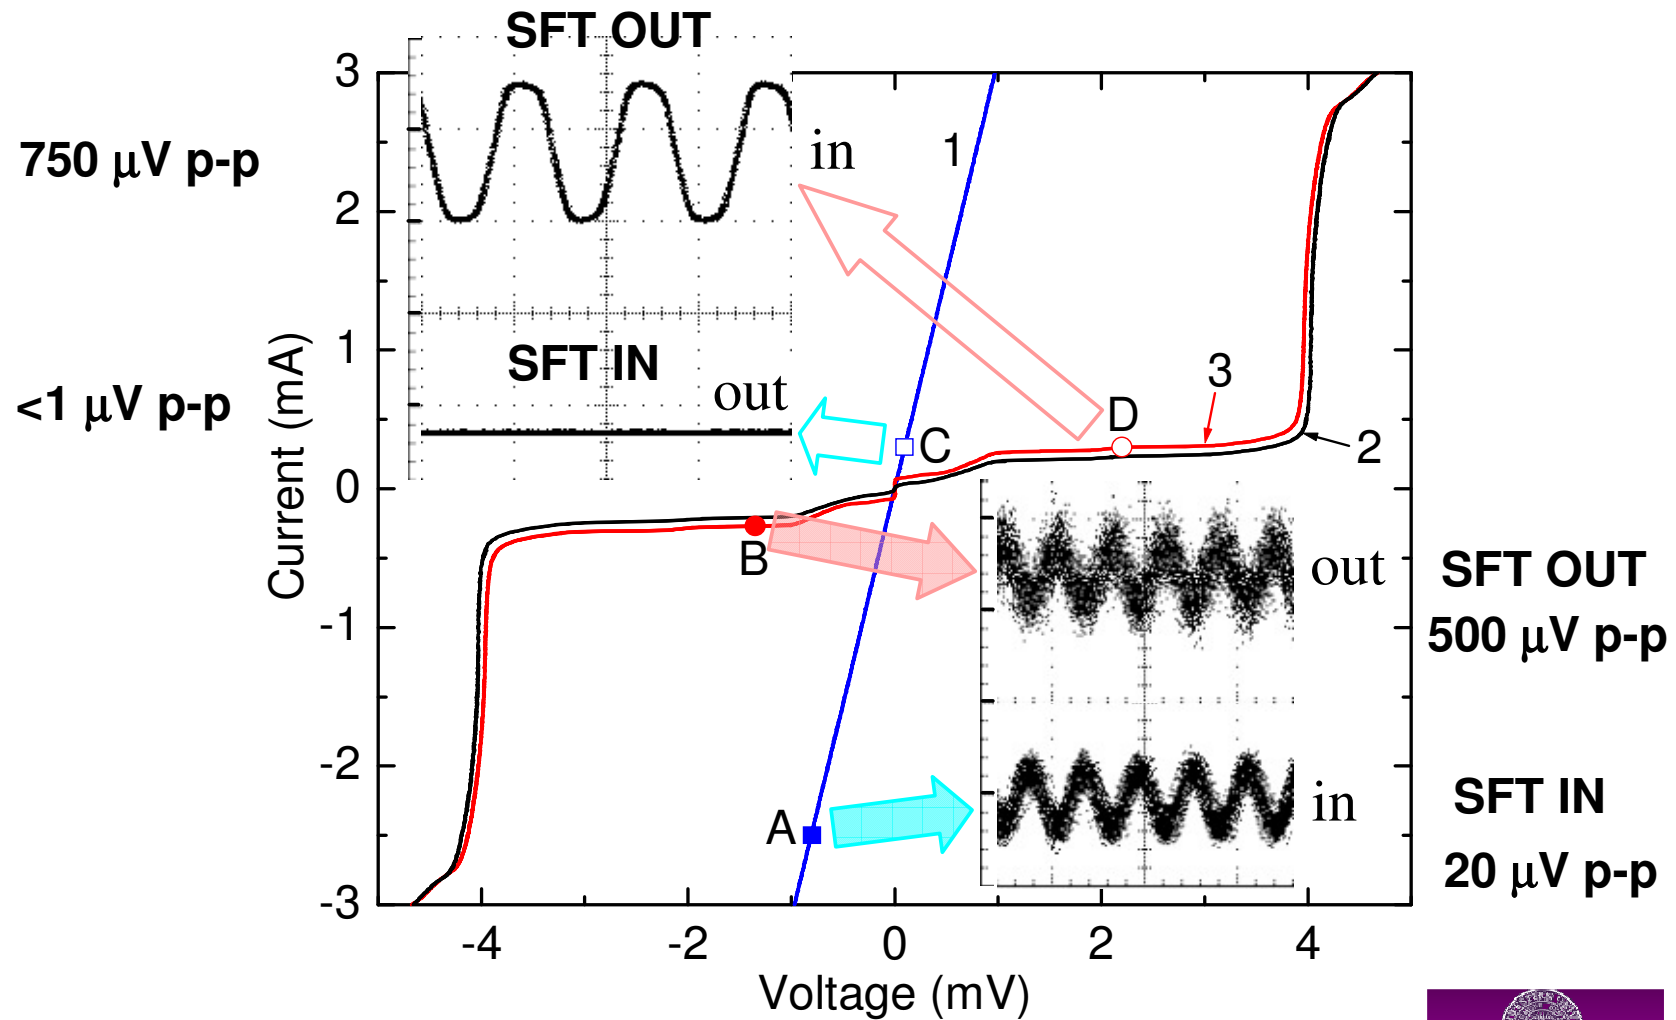 SFT OUT
3
750 μV p-p
in
1
2
1
SFT IN
out
<1 μV p-p
3
D
C
2
0
B
out
SFT OUT
500 μV p-p
-1
-2
A
in
SFT IN
20 μV p-p
-3
Current (mA)
-4
-2
0
2
4
Voltage (mV)